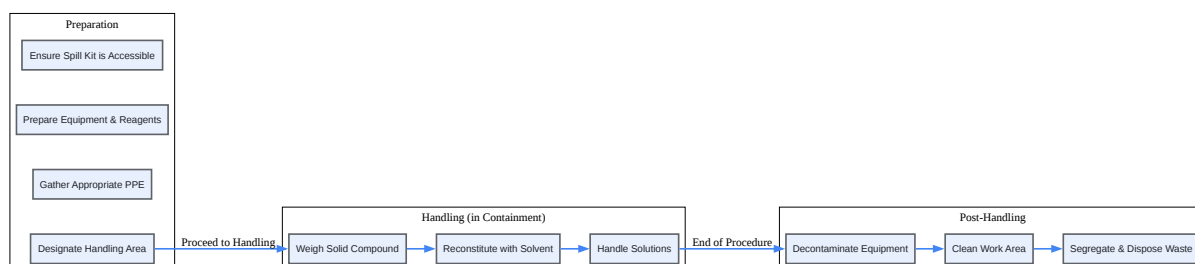 Preparation
Ensure Spill Kit is Accessible
Prepare Equipment & Reagents
Gather Appropriate PPE
Designate Handling Area
Proceed to Handling
Handling (in Containment)
Weigh Solid Compound
Reconstitute with Solvent
Handle Solutions
End of Procedure
Post-Handling
Decontaminate Equipment
Clean Work Area
Segregate & Dispose Waste